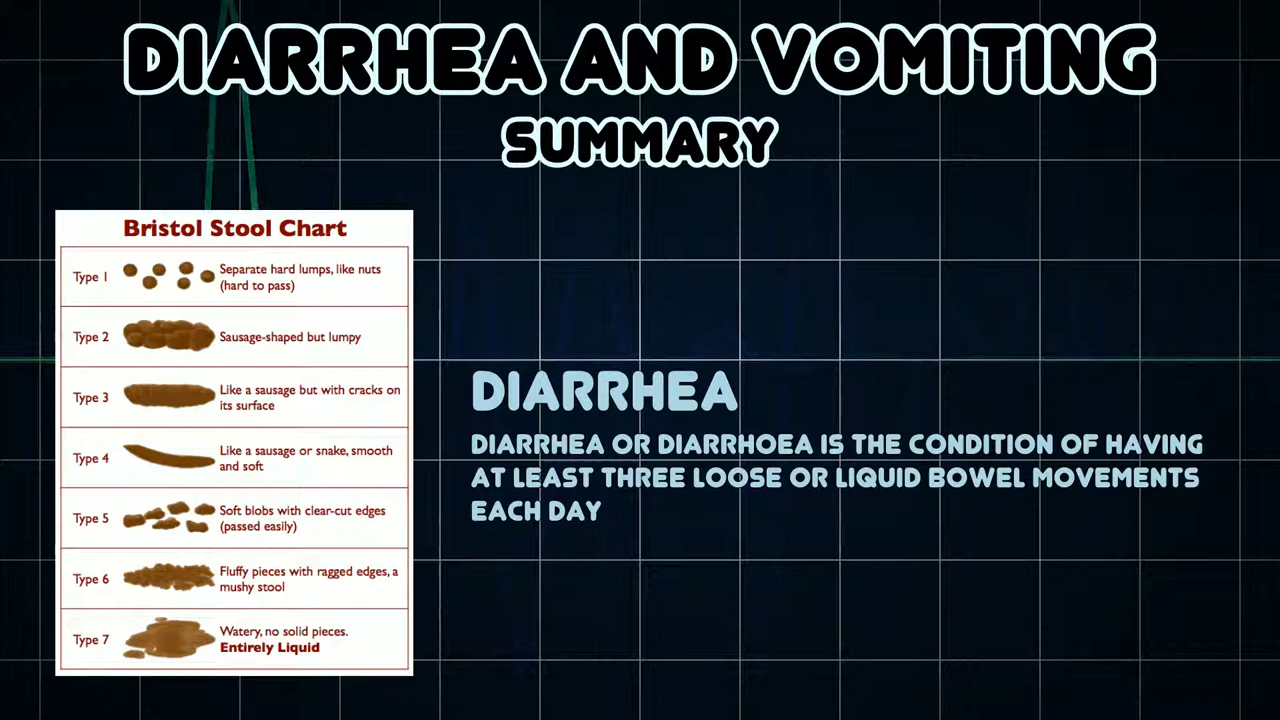 DIARRHEA AND VOMITING
SUMMARY
Bristol Stool Chart
Type 1
Separate hard lumps, like nuts
(hard to pass)
Type 2
Sausage-shaped but lumpy
Type 3
Like a sausage but with cracks on
its surface
Type 4
Like a sausage or snake, smooth
and soft
Type 5
Soft blobs with clear-cut edges
(passed easily)
Type 6
Fluffy pieces with ragged edges, a
mushy stool
Type 7
Watery, no solid pieces.
Entirely Liquid
DIARRHEA
DIARRHEA OR DIARRHOEA IS THE CONDITION OF HAVING
AT LEAST THREE LOOSE OR LIQUID BOWEL MOVEMENTS
EACH DAY